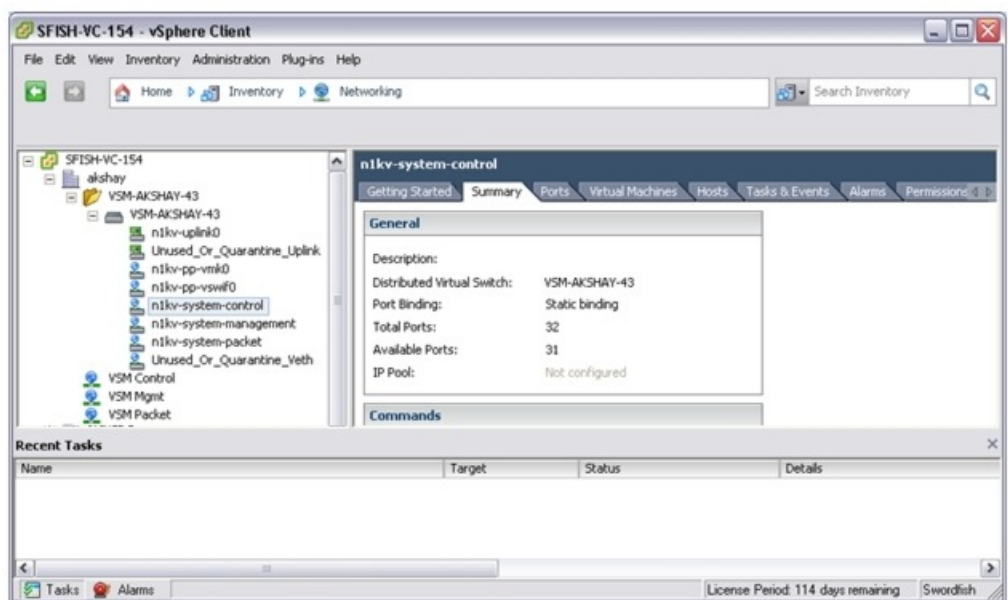 SFISH-VC-154 - vSphere Client
File Edit View Inventory Administration Plug-ins Help
Home Inventory Networking
Search Inventory
SFISH-VC-154
akshay
VSM-AKSHAY-43
VSM-AKSHAY-43
n1kv-uplink0
Unused_Or_Quarantine_Uplink
n1kv-pp-vmk0
n1kv-pp-vswif0
n1kv-system-control
n1kv-system-management
n1kv-system-packet
Unused_Or_Quarantine_Veth
VSM Control
VSM Mgmt
VSM Packet
n1kv-system-control
Getting Started Summary Ports Virtual Machines Hosts Tasks & Events Alarms Permissions
General
Description:
Distributed Virtual Switch: VSM-AKSHAY-43
Port Binding: Static binding
Total Ports: 32
Available Ports: 31
IP Pool: Not configured
Commands
Recent Tasks
Name Target Status Details
Tasks Alarms License Period: 114 days remaining Swordfish